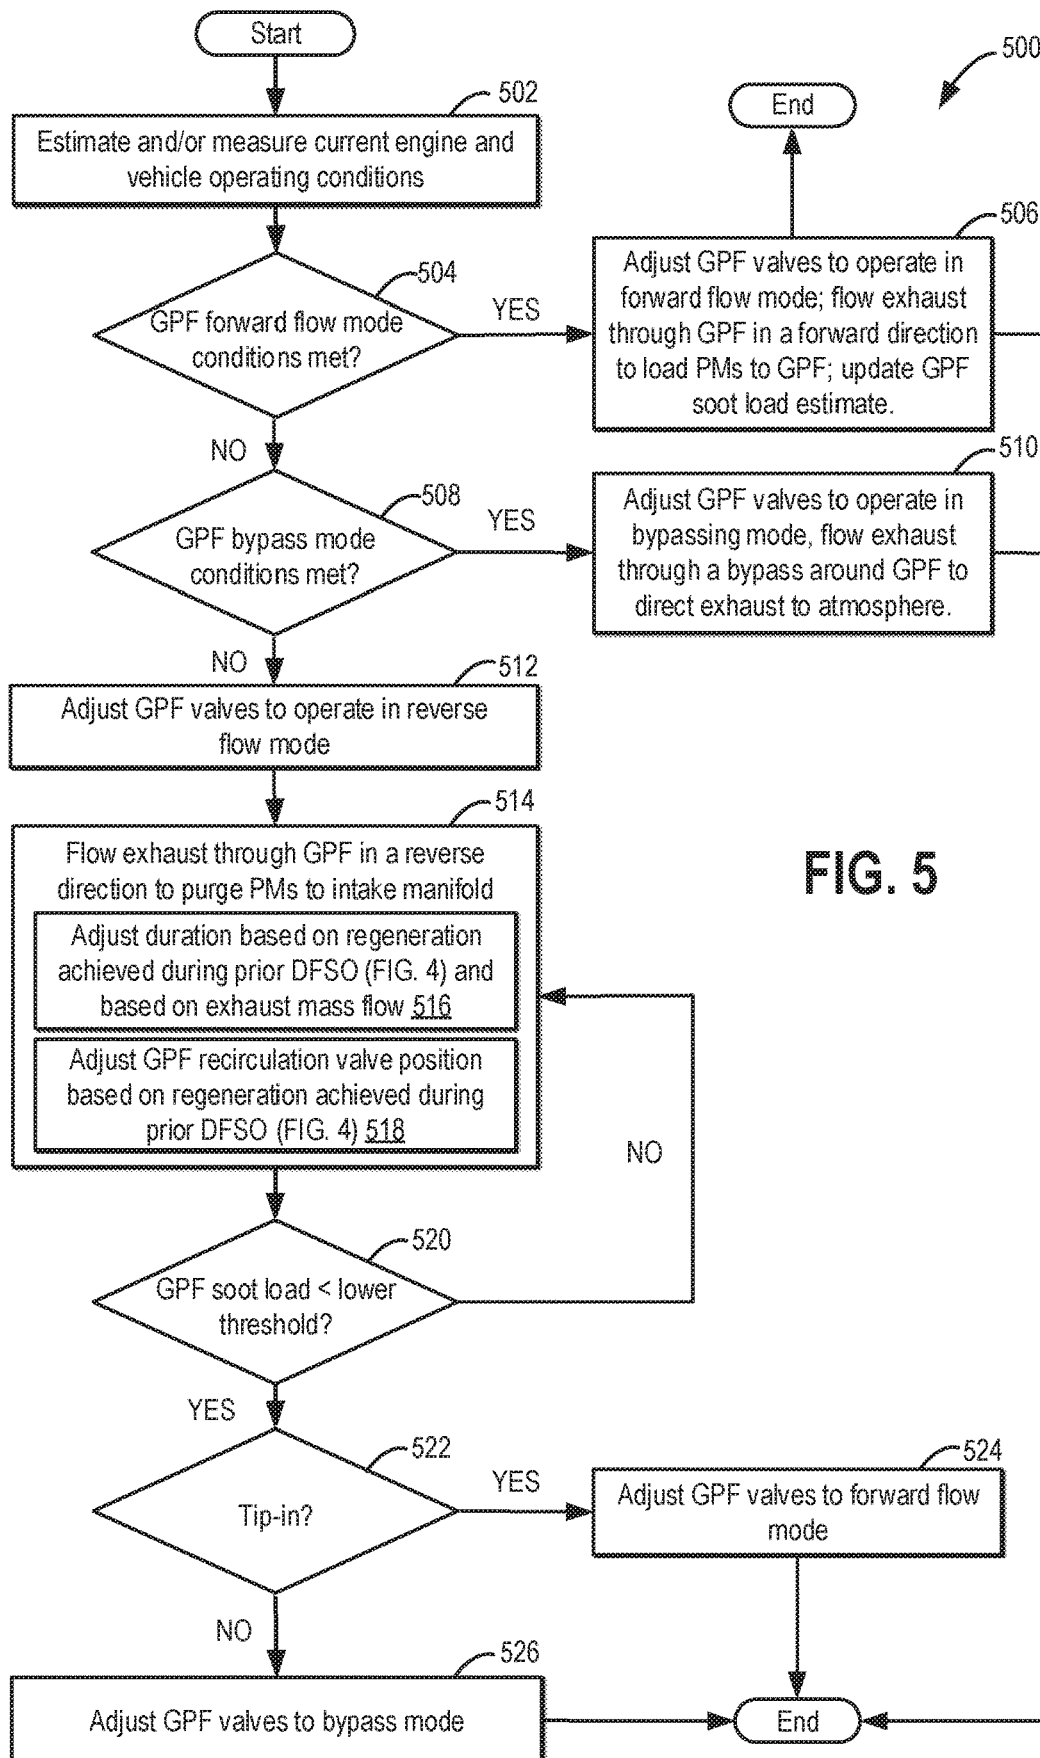 Start
500
502
End
Estimate and/or measure current engine and
vehicle operating conditions
506
504
Adjust GPF valves to operate in
forward flow mode; flow exhaust
through GPF in a forward direction
to load PMs to GPF; update GPF
soot load estimate.
GPF forward flow mode
conditions met?
YES
NO
510
508
Adjust GPF valves to operate in
bypassing mode, flow exhaust
through a bypass around GPF to
direct exhaust to atmosphere.
GPF bypass mode
conditions met?
YES
NO
512
Adjust GPF valves to operate in reverse
flow mode
514
Flow exhaust through GPF in a reverse
direction to purge PMs to intake manifold
FIG. 5
Adjust duration based on regeneration
achieved during prior DFSO (FIG. 4) and
based on exhaust mass flow 516
Adjust GPF recirculation valve position
based on regeneration achieved during
prior DFSO (FIG. 4) 518
NO
520
GPF soot load < lower
threshold?
YES
522
Tip-in?
YES
524
Adjust GPF valves to forward flow
mode
NO
526
Adjust GPF valves to bypass mode
End